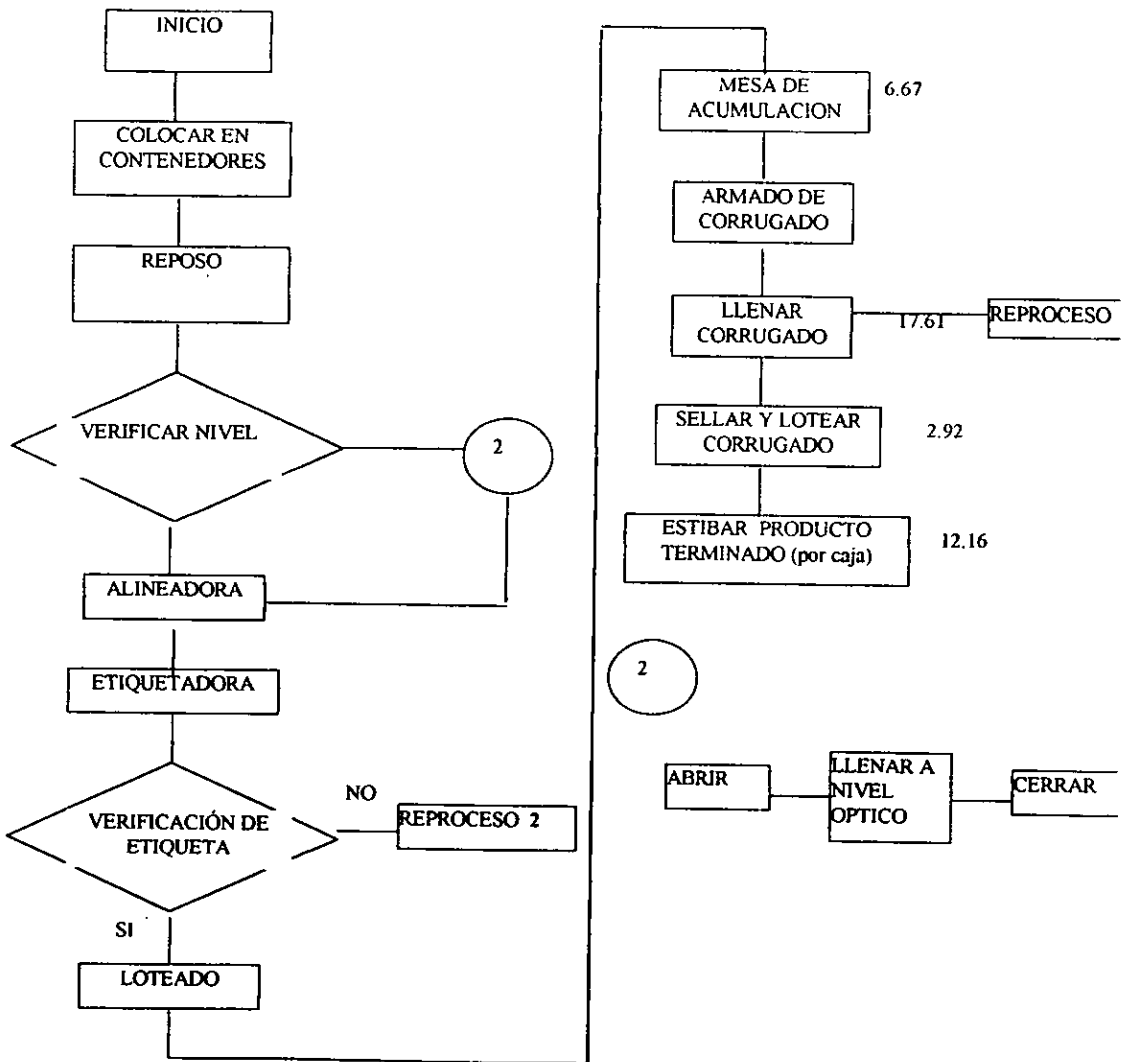 INICIO
COLOCAR EN
CONTENEDORES
REPOSO
VERIFICAR NIVEL
2
ALINEADORA
ETIQUETADORA
VERIFICACIÓN DE
ETIQUETA
NO
REPROCESO 2
SI
LOTEADO
MESA DE
ACUMULACION
6.67
ARMADO DE
CORRUGADO
LLENAR
CORRUGADO
17.61
REPROCESO
SELLAR Y LOTEAR
CORRUGADO
2.92
ESTIBAR PRODUCTO
TERMINADO (por caja)
12.16
2
ABRIR
LLENAR A
NIVEL
OPTICO
CERRAR